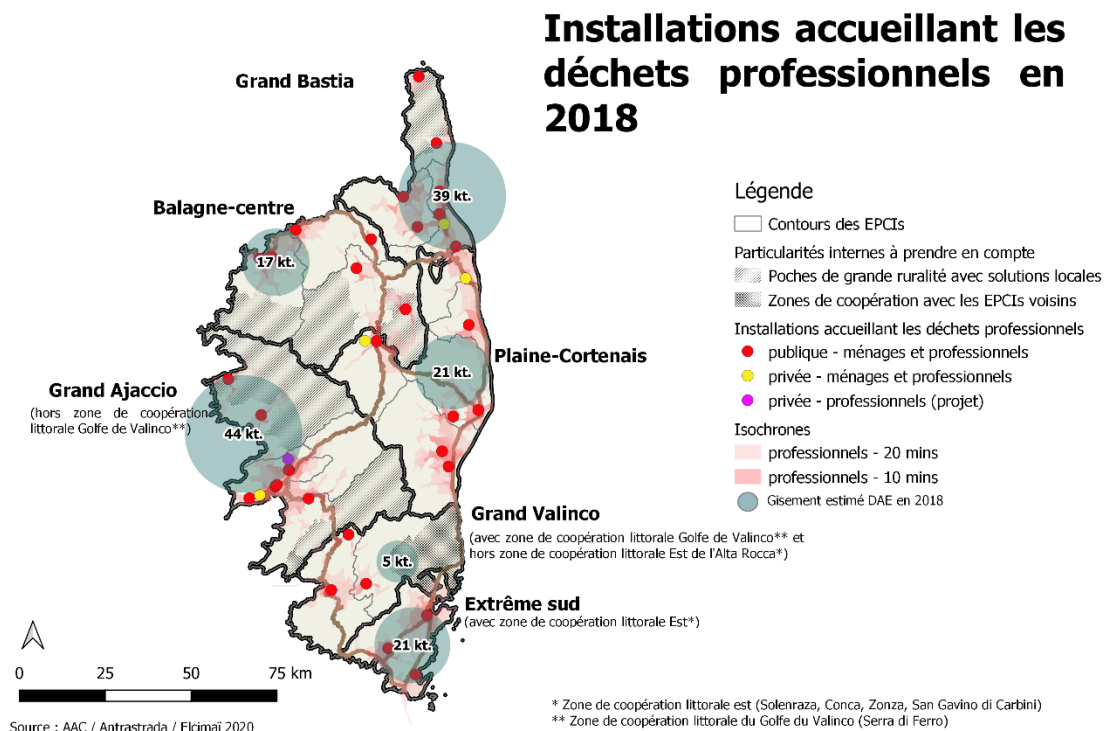 Installations accueillant les
déchets professionnels en
2018
Grand Bastia
39 kt.
Balagne-centre
17 kt.
Plaine-Cortenais
21 kt.
Grand Ajaccio
(hors zone de coopération
littorale Golfe de Valinco**)
44 kt.
Grand Valinco
(avec zone de coopération littorale Golfe de Valinco** et
hors zone de coopération littorale Est de l'Alta Rocca*)
5 kt.
Extrême sud
(avec zone de coopération littorale Est*)
21 kt.
Légende
Contours des EPCIs
Particularités internes à prendre en compte
Poches de grande ruralité avec solutions locales
Zones de coopération avec les EPCIs voisins
Installations accueillant les déchets professionnels
publique - ménages et professionnels
privée - ménages et professionnels
privée - professionnels (projet)
Isochrones
professionnels - 20 mins
professionnels - 10 mins
Gisement estimé DAE en 2018
0 25 50 75 km
Source : AAC / Antrastrada / Elcimaï 2020
* Zone de coopération littorale est (Solenraza, Conca, Zonza, San Gavino di Carbini)
** Zone de coopération littorale du Golfe du Valinco (Serra di Ferro)